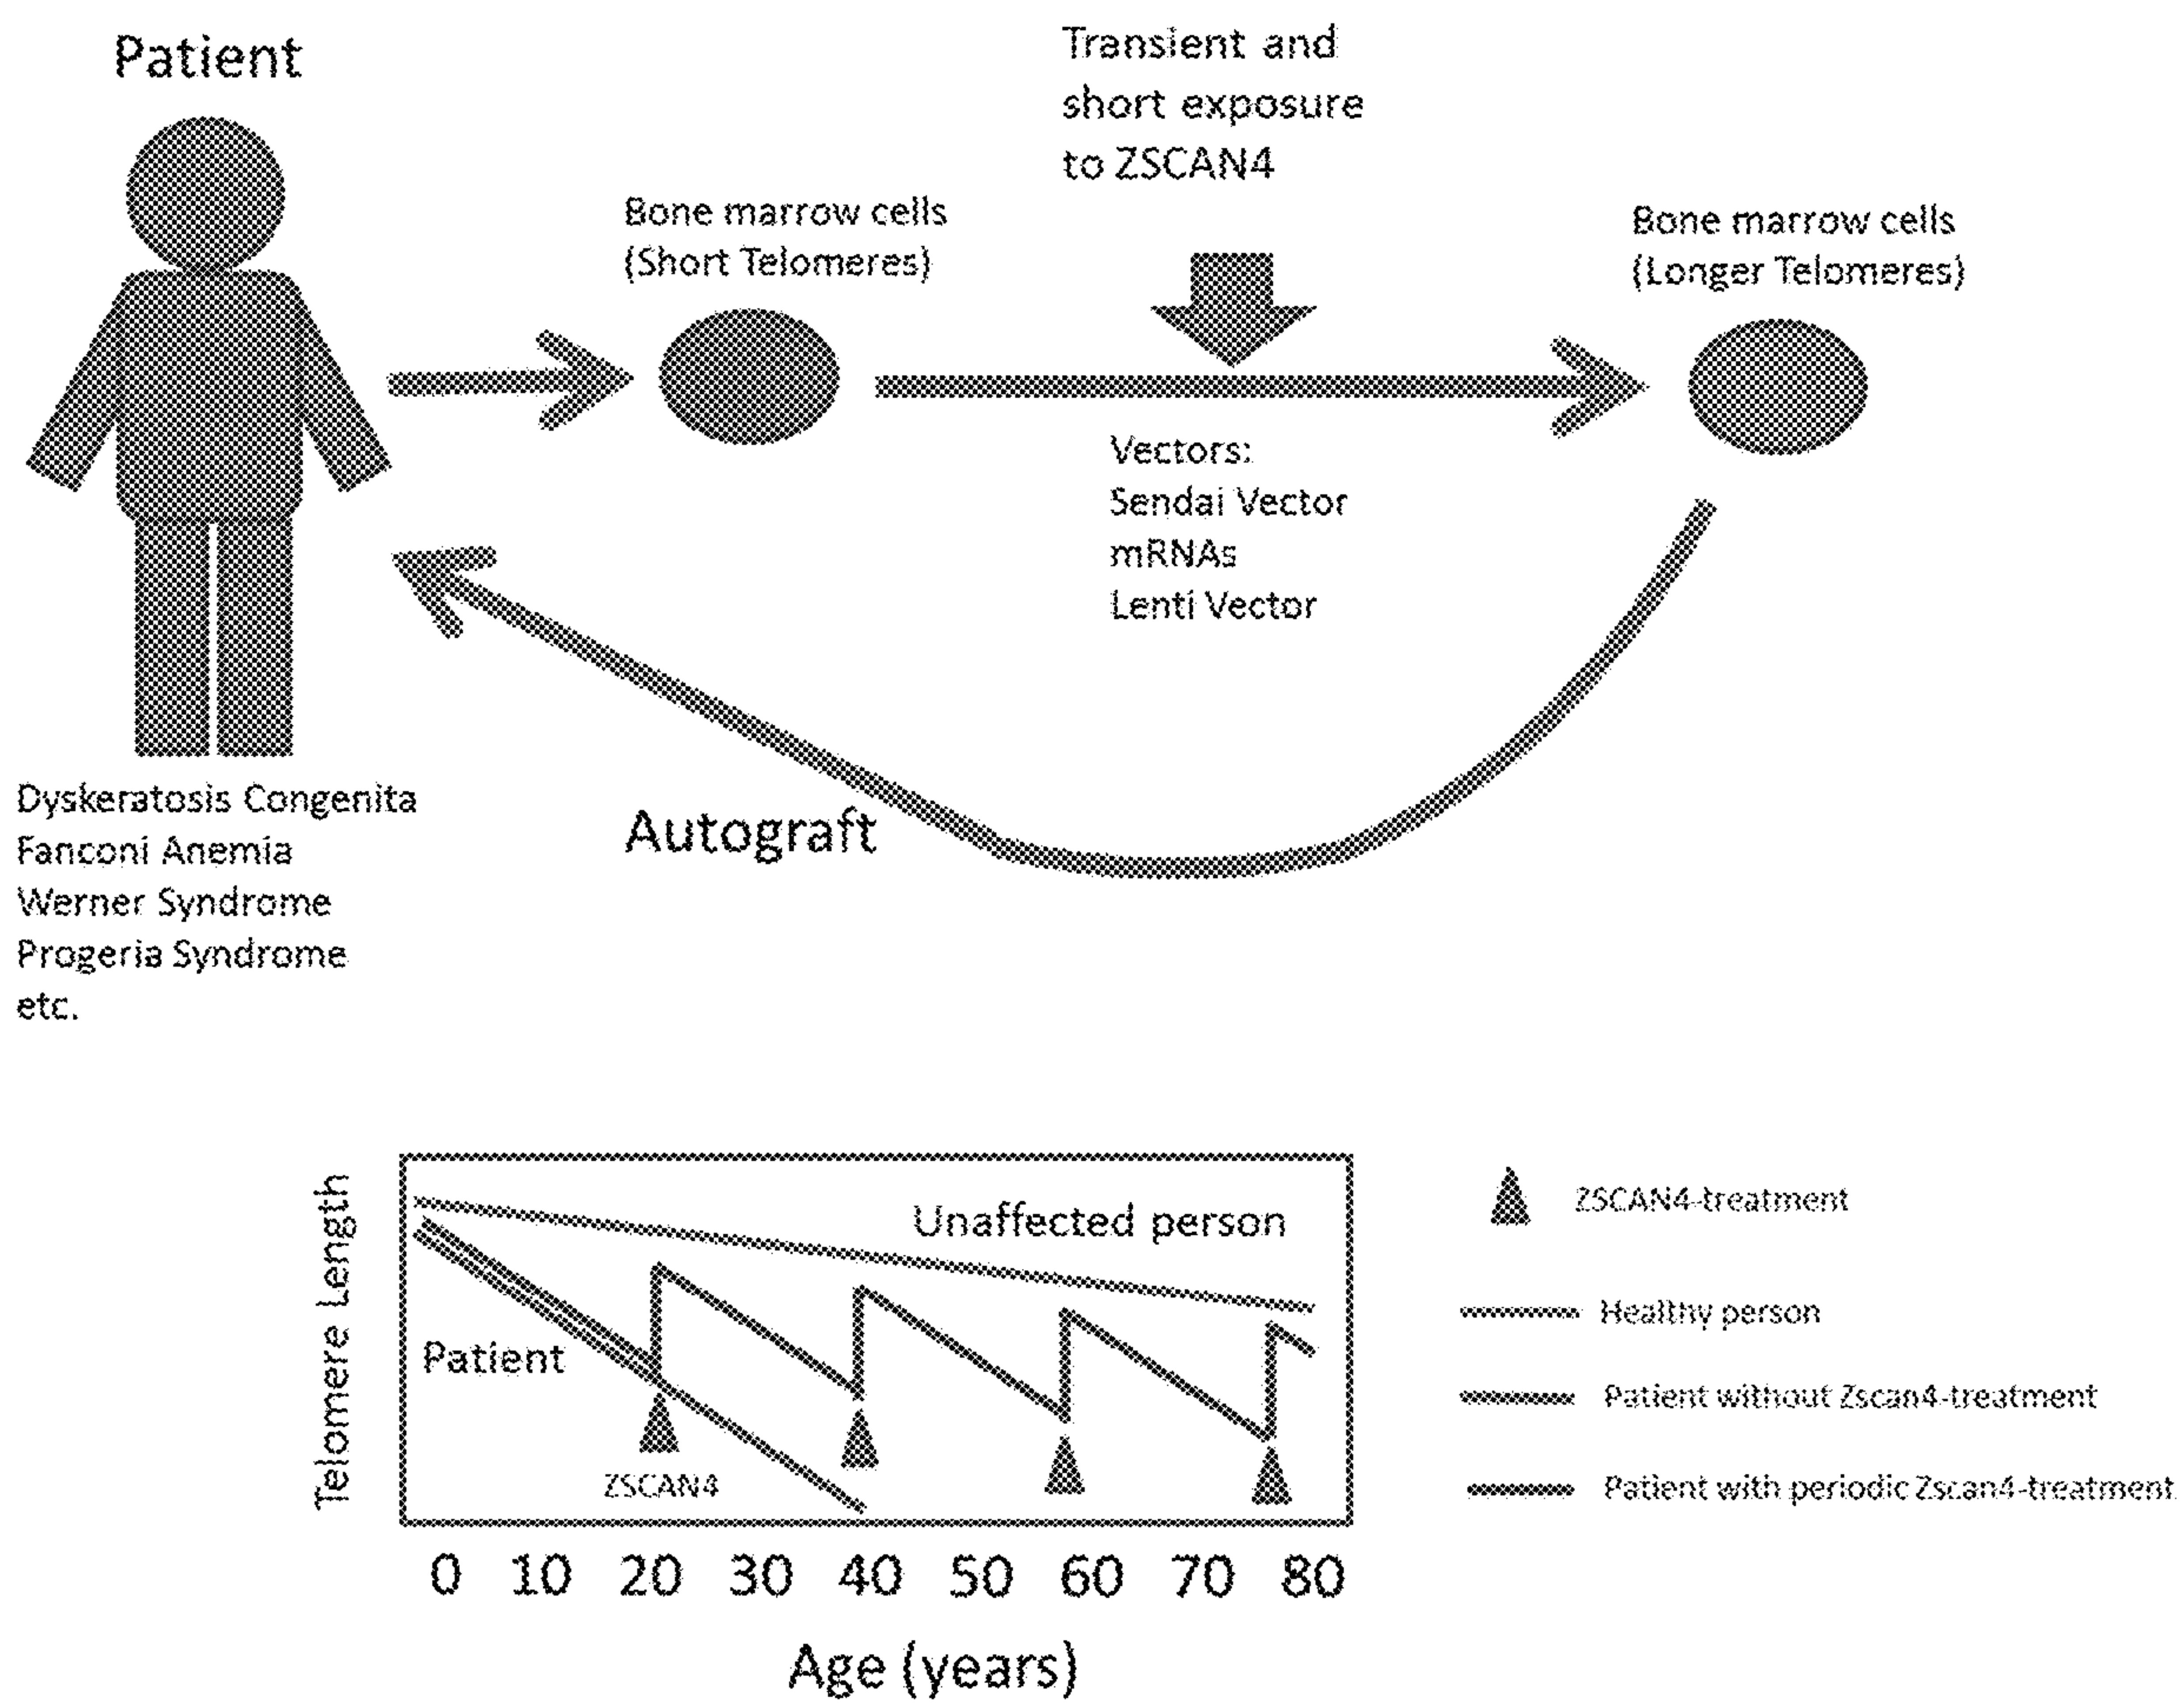 Patient
Transient and
short exposure
to ZSCAN4
Bone marrow cells
(Short Telomeres)
Bone marrow cells
(Longer Telomeres)
Vectors:
Sendai Vector
mRNAs
Lenti Vector
Autograft
Dyskeratosis Congenita
Fanconi Anemia
Werner Syndrome
Progeria Syndrome
etc.
Telomere Length
Unaffected person
Patient
ZSCAN4
0 10 20 30 40 50 60 70 80
Age (years)
ZSCAN4-treatment
Healthy person
Patient without Zscan4-treatment
Patient with periodic Zscan4-treatment